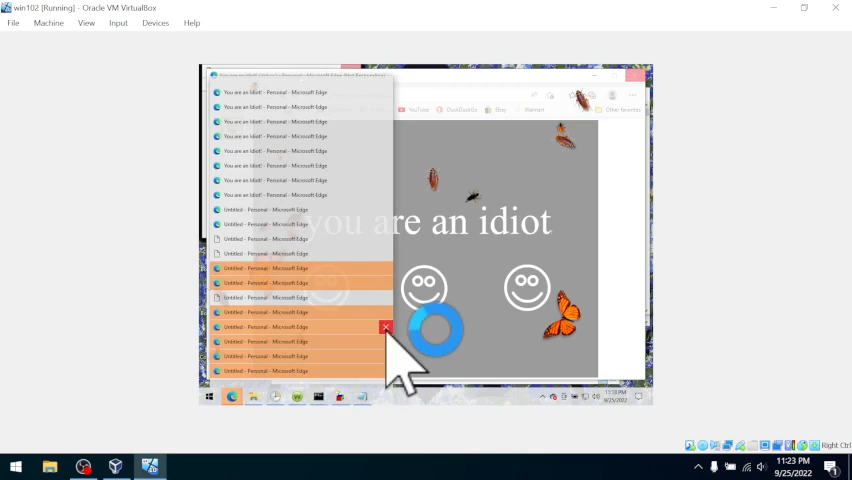 win102 [Running] - Oracle VM VirtualBox
File Machine View Input Devices Help
YouTube DuckDuckGo Ebay Walmart Other favorites
You are an Idiot! - Personal - Microsoft Edge
You are an Idiot! - Personal - Microsoft Edge
You are an Idiot! - Personal - Microsoft Edge
You are an Idiot! - Personal - Microsoft Edge
You are an Idiot! - Personal - Microsoft Edge
You are an Idiot! - Personal - Microsoft Edge
You are an Idiot! - Personal - Microsoft Edge
You are an Idiot! - Personal - Microsoft Edge
Untitled - Personal - Microsoft Edge
Untitled - Personal - Microsoft Edge
Untitled - Personal - Microsoft Edge
Untitled - Personal - Microsoft Edge
Untitled - Personal - Microsoft Edge
Untitled - Personal - Microsoft Edge
Untitled - Personal - Microsoft Edge
Untitled - Personal - Microsoft Edge
Untitled - Personal - Microsoft Edge
Untitled - Personal - Microsoft Edge
Untitled - Personal - Microsoft Edge
Untitled - Personal - Microsoft Edge
you are an idiot
11:19 PM
9/25/2022
Right Ctrl
11:23 PM
9/25/2022
1